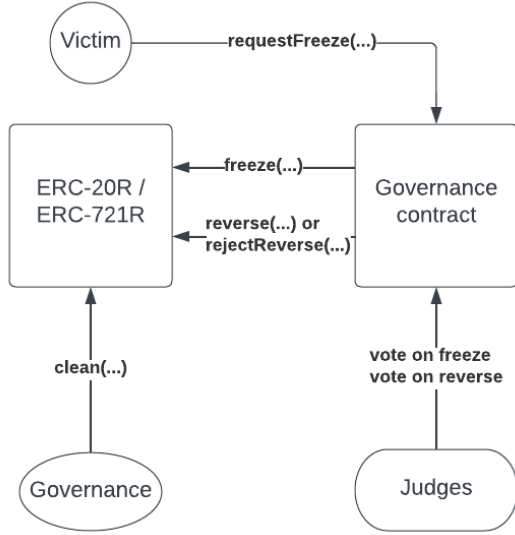 Victim
requestFreeze(...)
ERC-20R /
ERC-721R
freeze(...)
reverse(...) or
rejectReverse(...)
Governance
contract
clean(...)
vote on freeze
vote on reverse
Governance
Judges